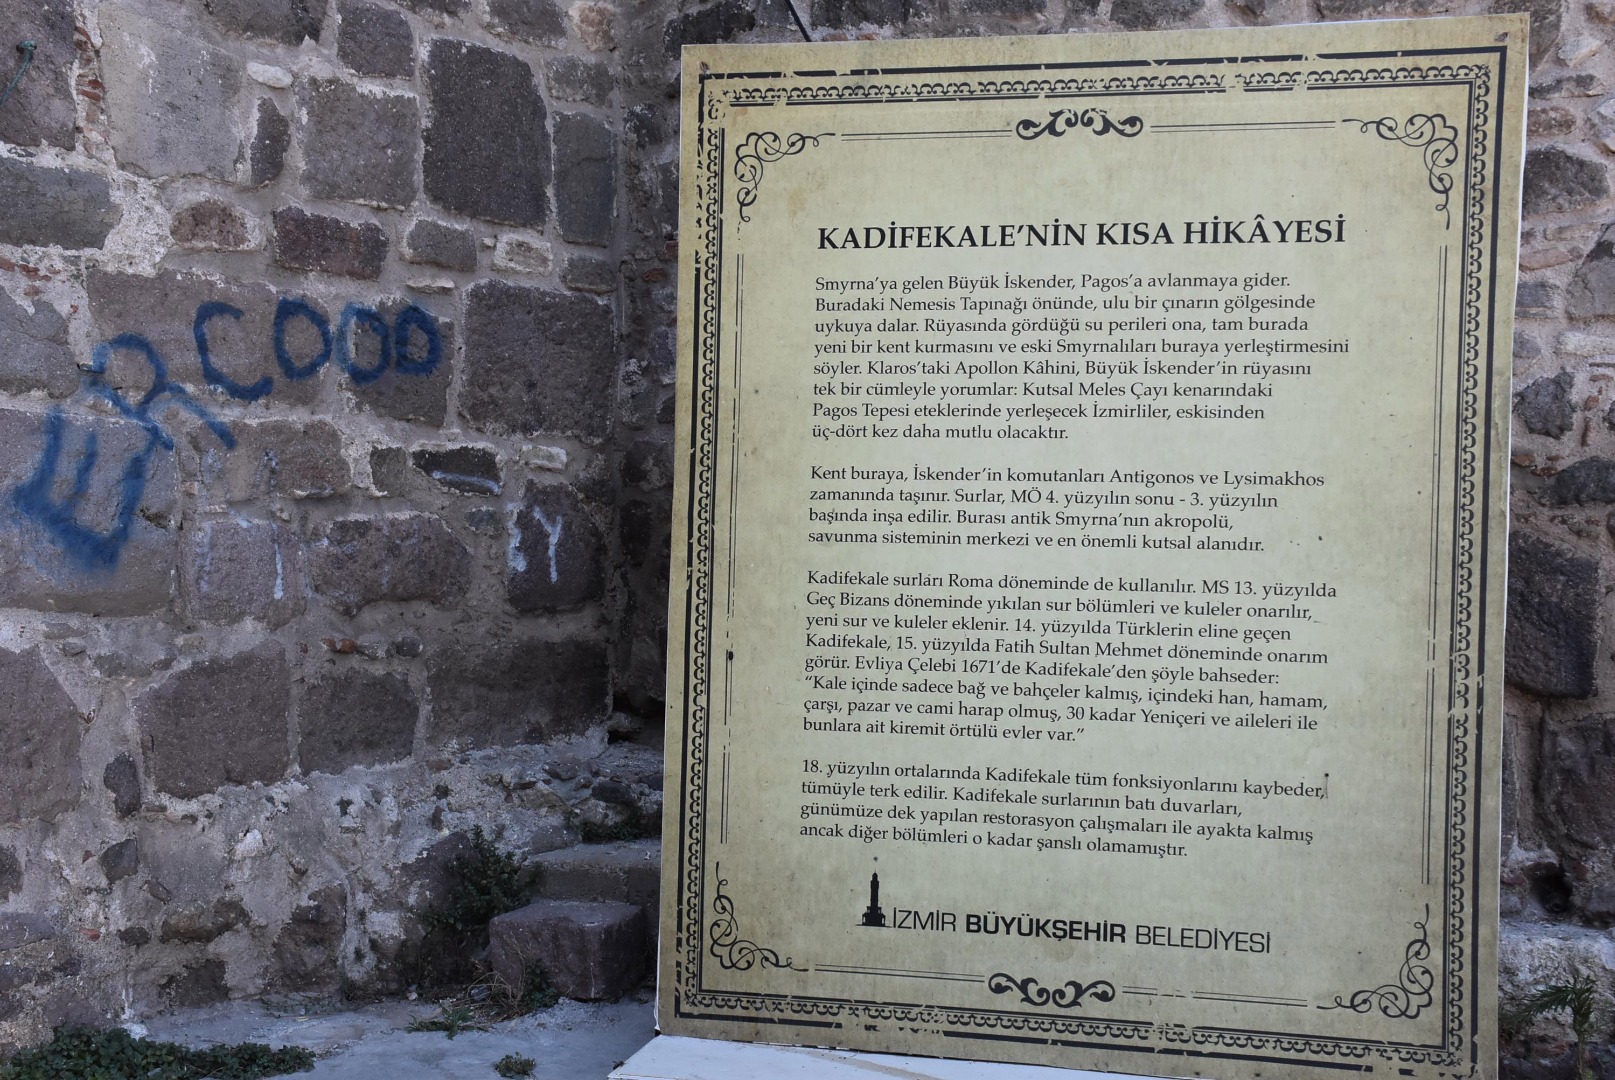 KADİFEKALE'NİN KISA HİKÂYESİ
Smyrna'ya gelen Büyük İskender, Pagos'a avlanmaya gider.
Buradaki Nemesis Tapınağı önünde, ulu bir çınarın gölgesinde
uykuya dalar. Rüyasında gördüğü su perileri ona, tam burada
yeni bir kent kurmasını ve eski Smyrnalıları buraya yerleştirmesini
söyler. Klaros'taki Apollon Kâhini, Büyük İskender'in rüyasını
tek bir cümleyle yorumlar: Kutsal Meles Çayı kenarındaki
Pagos Tepesi eteklerinde yerleşecek İzmirliler, eskisinden
üç-dört kez daha mutlu olacaktır.
Kent buraya, İskender'in komutanları Antigonos ve Lysimakhos
zamanında taşınır. Surlar, MÖ 4. yüzyılın sonu - 3. yüzyılın
başında inşa edilir. Burası antik Smyrna'nın akropolü,
savunma sisteminin merkezi ve en önemli kutsal alanıdır.
Kadifekale surları Roma döneminde de kullanılır. MS 13. yüzyılda
Geç Bizans döneminde yıkılan sur bölümleri ve kuleler onarılır,
yeni sur ve kuleler eklenir. 14. yüzyılda Türklerin eline geçen
Kadifekale, 15. yüzyılda Fatih Sultan Mehmet döneminde onarım
görür. Evliya Çelebi 1671'de Kadifekale'den şöyle bahseder:
"Kale içinde sadece bağ ve bahçeler kalmış, içindeki han, hamam,
çarşı, pazar ve cami harap olmuş, 30 kadar Yeniçeri ve aileleri ile
bunlara ait kiremit örtülü evler var."
18. yüzyılın ortalarında Kadifekale tüm fonksiyonlarını kaybeder,
tümüyle terk edilir. Kadifekale surlarının batı duvarları,
günümüze dek yapılan restorasyon çalışmaları ile ayakta kalmış
ancak diğer bölümleri o kadar şanslı olamamıştır.
İZMİR BÜYÜKŞEHİR BELEDİYESİ